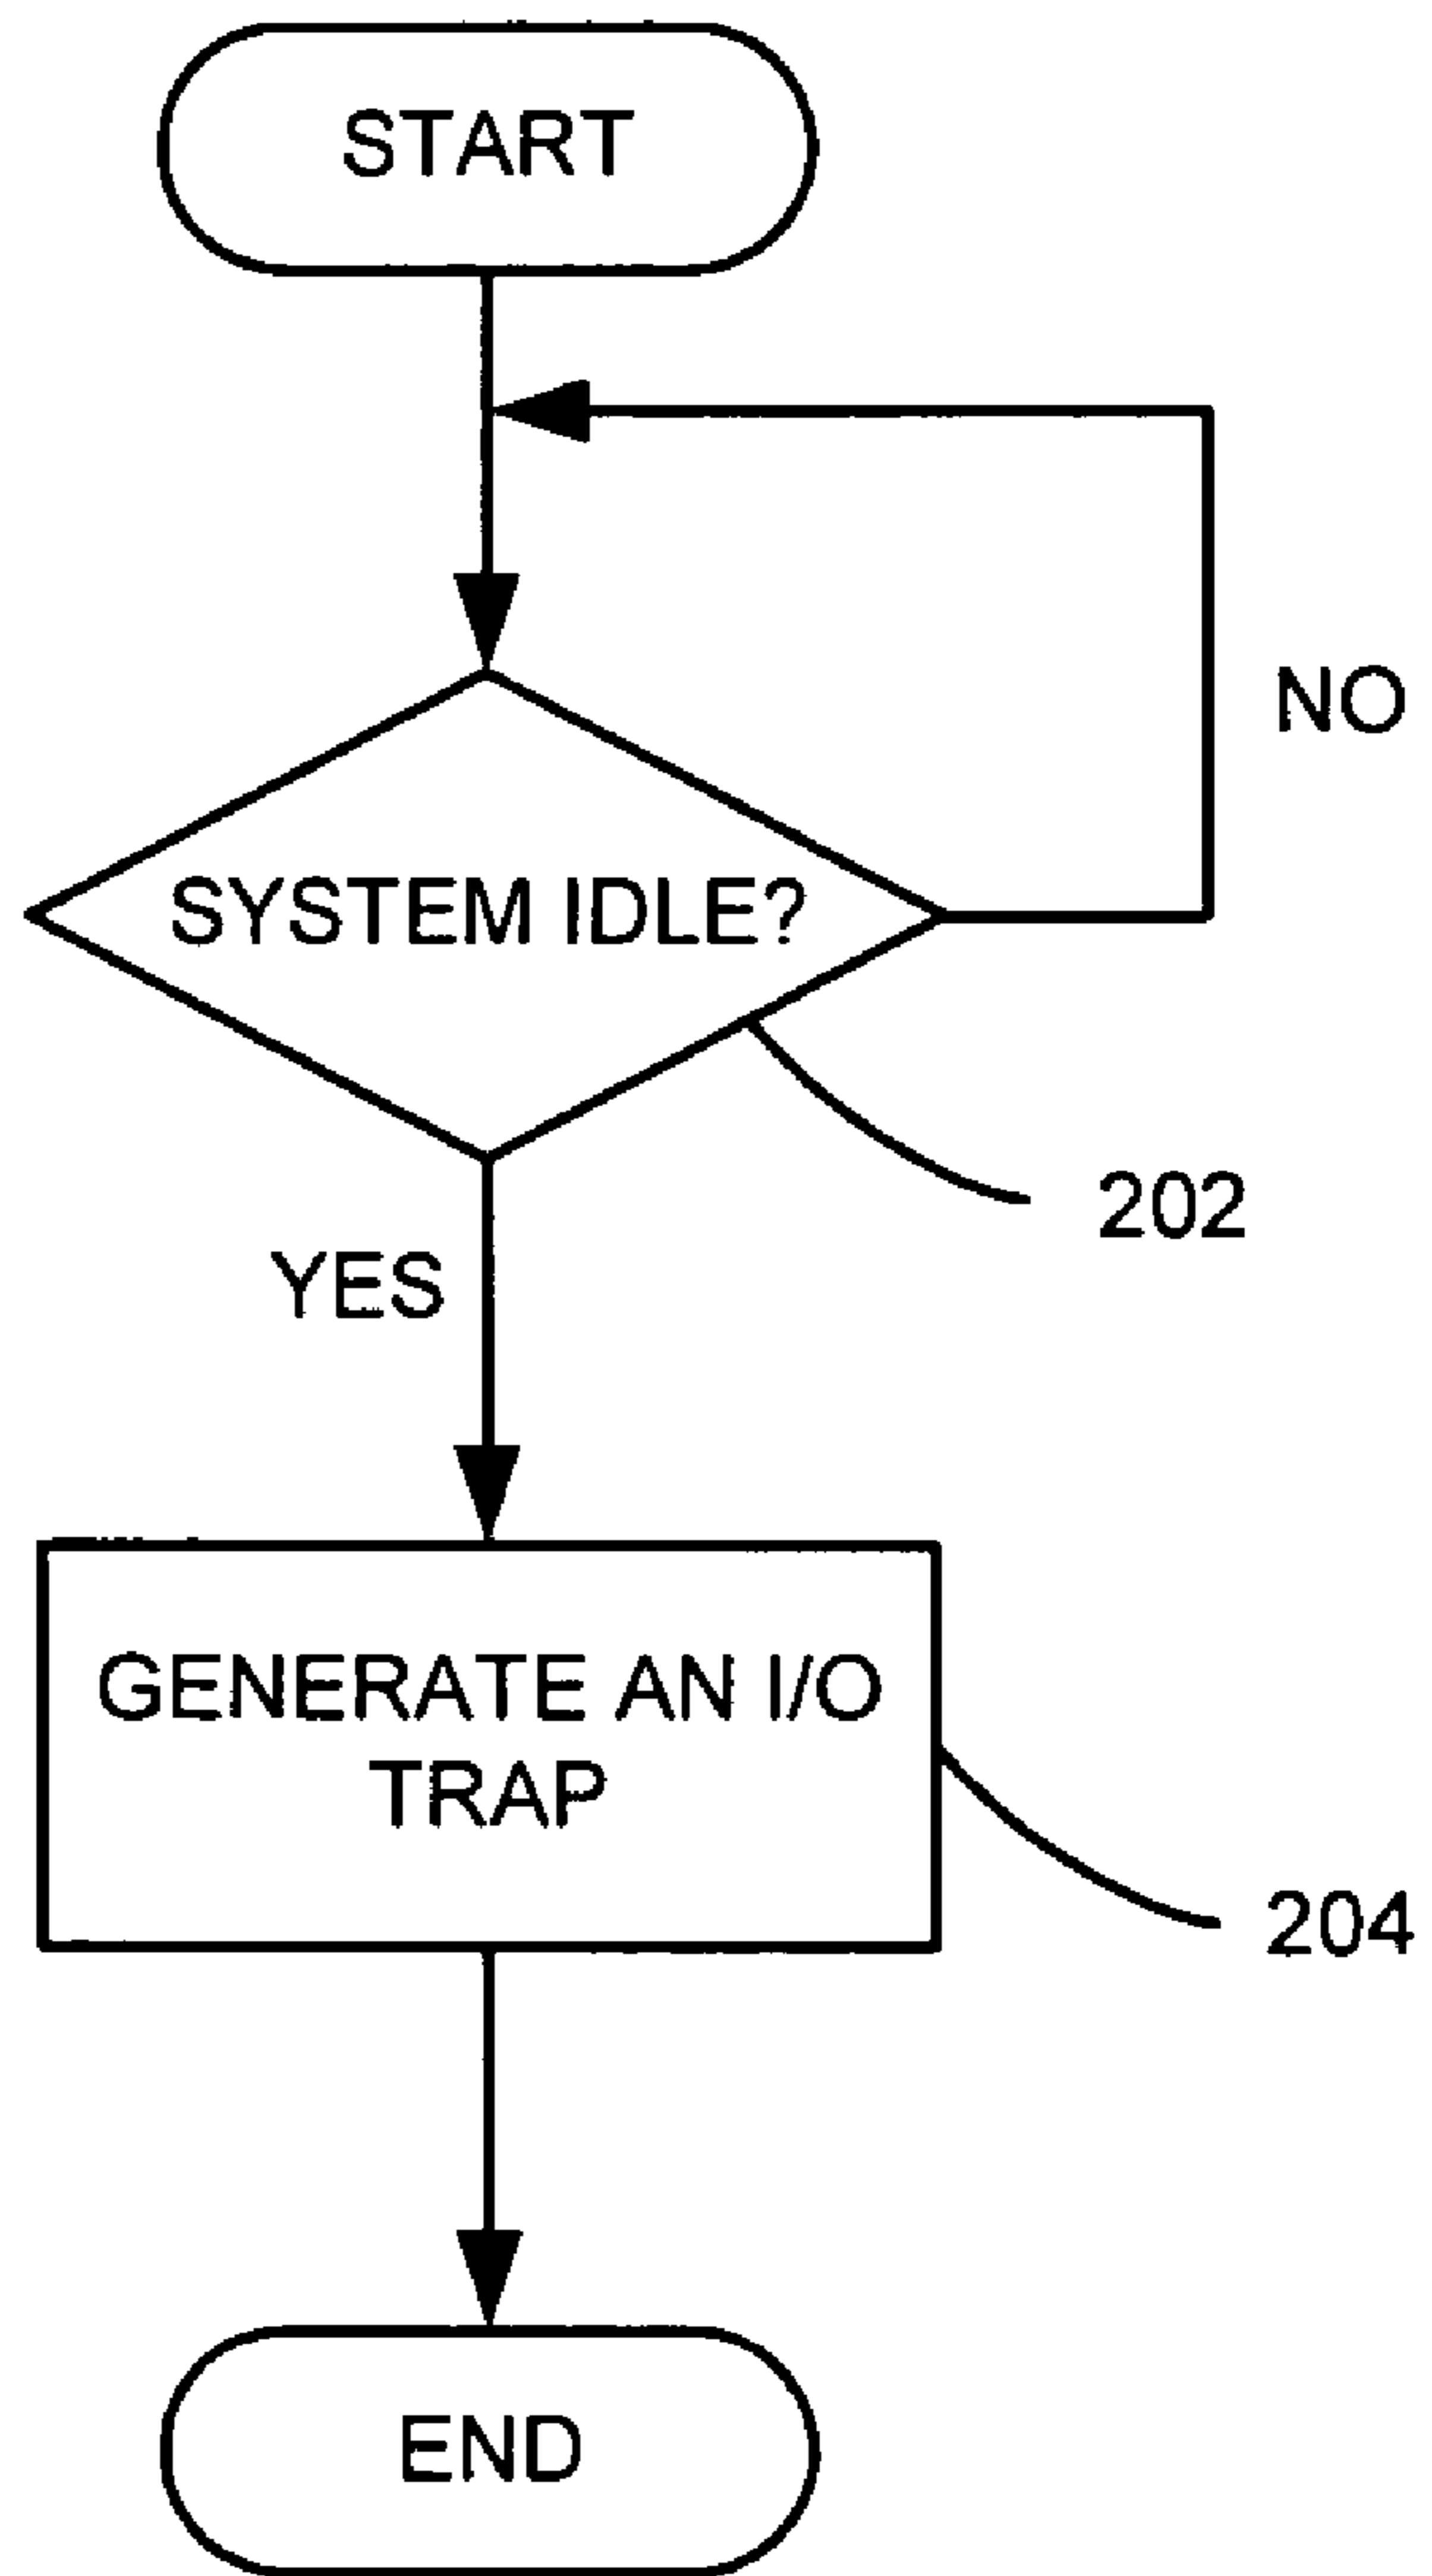 START
NO
SYSTEM IDLE?
202
YES
GENERATE AN I/O
TRAP
204
END